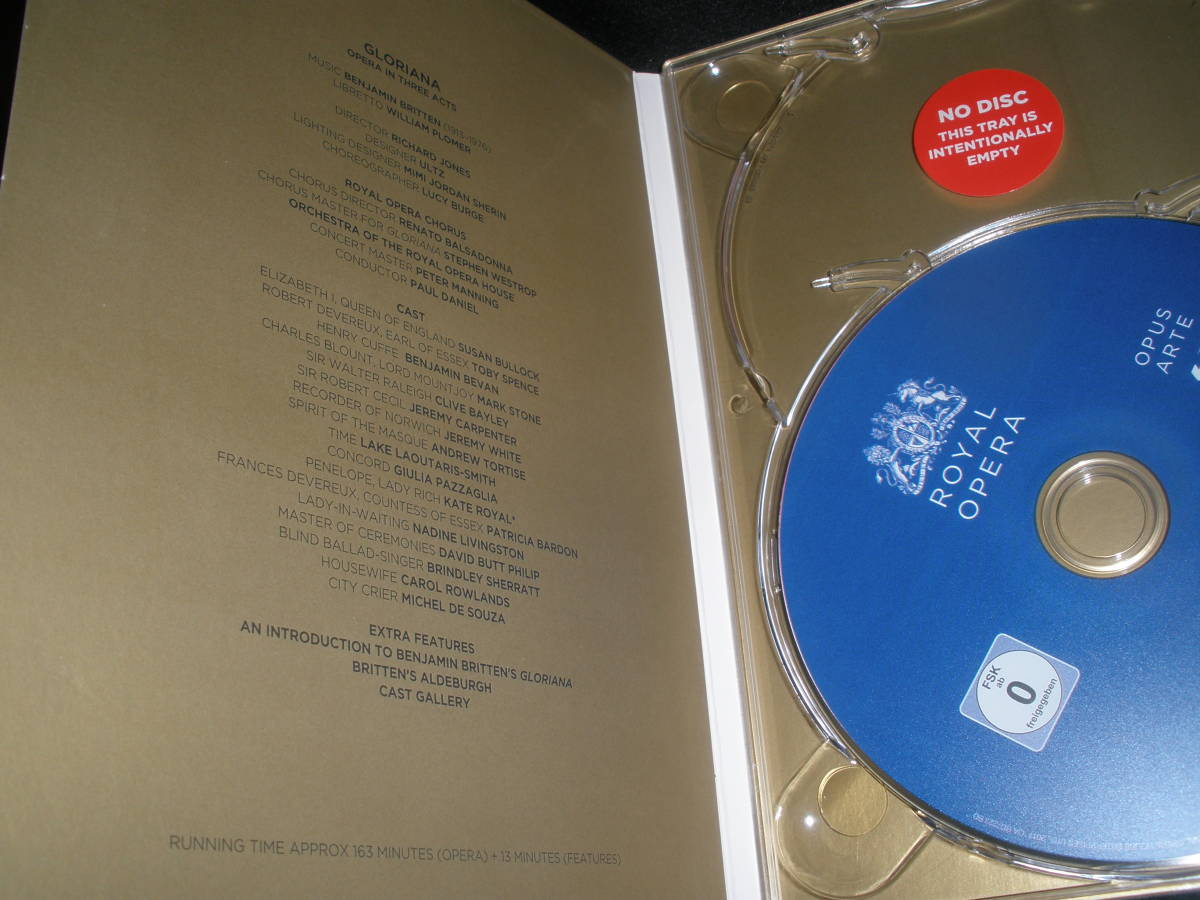 GLORIANA
OPERA IN THREE ACTS
MUSIC BENJAMIN BRITTEN (1913-1976)
LIBRETTO WILLIAM PLOMER
DIRECTOR RICHARD JONES
DESIGNER ULTZ
LIGHTING DESIGNER MIMI JORDAN SHERIN
CHOREOGRAPHER LUCY BURGE
ROYAL OPERA CHORUS
CHORUS DIRECTOR RENATO BALSADONNA
CHORUS MASTER FOR GLORIANA STEPHEN WESTROP
ORCHESTRA OF THE ROYAL OPERA HOUSE
CONCERT MASTER PETER MANNING
CONDUCTOR PAUL DANIEL
CAST
ELIZABETH I, QUEEN OF ENGLAND SUSAN BULLOCK
ROBERT DEVEREUX, EARL OF ESSEX TOBY SPENCE
HENRY CUFFE BENJAMIN BEVAN
CHARLES BLOUNT, LORD MOUNTJOY MARK STONE
SIR WALTER RALEIGH CLIVE BAYLEY
SIR ROBERT CECIL JEREMY CARPENTER
RECORDER OF NORWICH JEREMY WHITE
SPIRIT OF THE MASQUE ANDREW TORTISE
TIME LAKE LAOUTARIS-SMITH
CONCORD GIULIA PAZZAGLIA
PENELOPE, LADY RICH KATE ROYAL*
FRANCES DEVEREUX, COUNTESS OF ESSEX PATRICIA BARDON
LADY-IN-WAITING NADINE LIVINGSTON
MASTER OF CEREMONIES DAVID BUTT PHILIP
BLIND BALLAD-SINGER BRINDLEY SHERRATT
HOUSEWIFE CAROL ROWLANDS
CITY CRIER MICHEL DE SOUZA
EXTRA FEATURES
AN INTRODUCTION TO BENJAMIN BRITTEN'S GLORIANA
BRITTEN'S ALDEBURGH
CAST GALLERY
RUNNING TIME APPROX 163 MINUTES (OPERA) + 13 MINUTES (FEATURES)
NO DISC
THIS TRAY IS
INTENTIONALLY
EMPTY
OPUS
ARTE
ROYAL
OPERA
FSK
ab
0
freigegeben